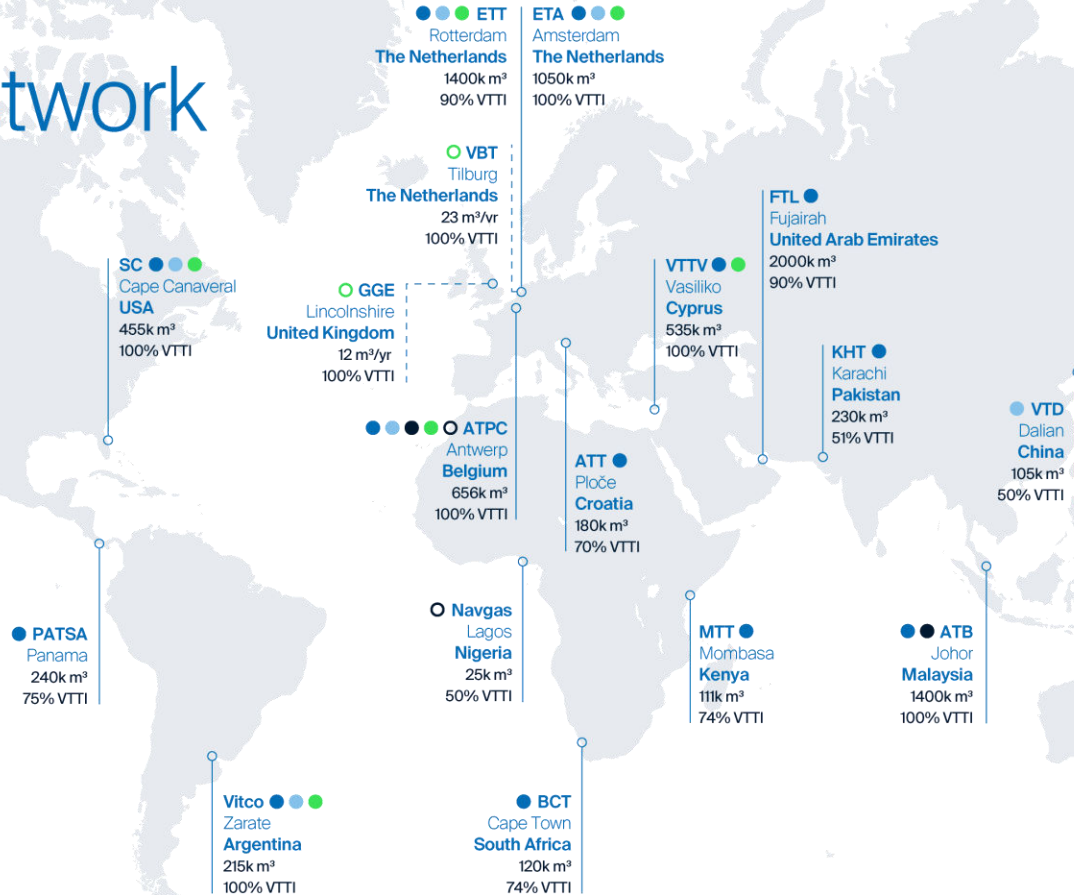 twork
ETT
Rotterdam
The Netherlands
1400k m³
90% VTTI
ETA
Amsterdam
The Netherlands
1050k m³
100% VTTI
VBT
Tilburg
The Netherlands
23 m³/yr
100% VTTI
FTL
Fujairah
United Arab Emirates
2000k m³
90% VTTI
SC
Cape Canaveral
USA
455k m³
100% VTTI
GGE
Lincolnshire
United Kingdom
12 m³/yr
100% VTTI
VTTV
Vasiliko
Cyprus
535k m³
100% VTTI
KHT
Karachi
Pakistan
230k m³
51% VTTI
VTD
Dalian
China
105k m³
50% VTTI
ATPC
Antwerp
Belgium
656k m³
100% VTTI
ATT
Ploče
Croatia
180k m³
70% VTTI
PATSA
Panama
240k m³
75% VTTI
Navgas
Lagos
Nigeria
25k m³
50% VTTI
MTT
Mombasa
Kenya
111k m³
74% VTTI
ATB
Johor
Malaysia
1400k m³
100% VTTI
Vitco
Zarate
Argentina
215k m³
100% VTTI
BCT
Cape Town
South Africa
120k m³
74% VTTI